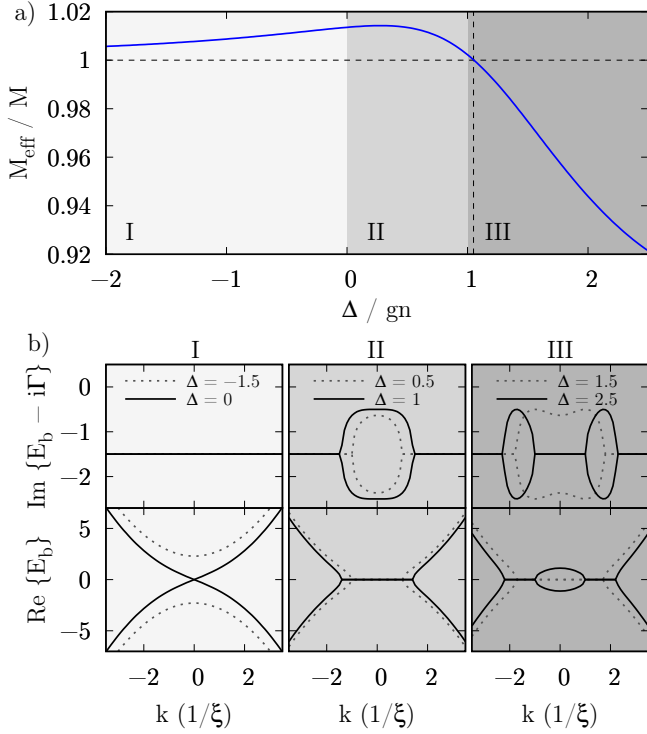 a)
1.02
1
0.98
0.96
0.94
0.92
M_eff / M
I
II
III
−2
−1
0
1
2
Δ / gn
b)
I
II
III
Im {E_b − iΓ}
0
−1
−2
Δ = −1.5
Δ = 0
Δ = 0.5
Δ = 1
Δ = 1.5
Δ = 2.5
Re {E_b}
5
0
−5
−2
0
2
−2
0
2
−2
0
2
k (1/ξ)
k (1/ξ)
k (1/ξ)